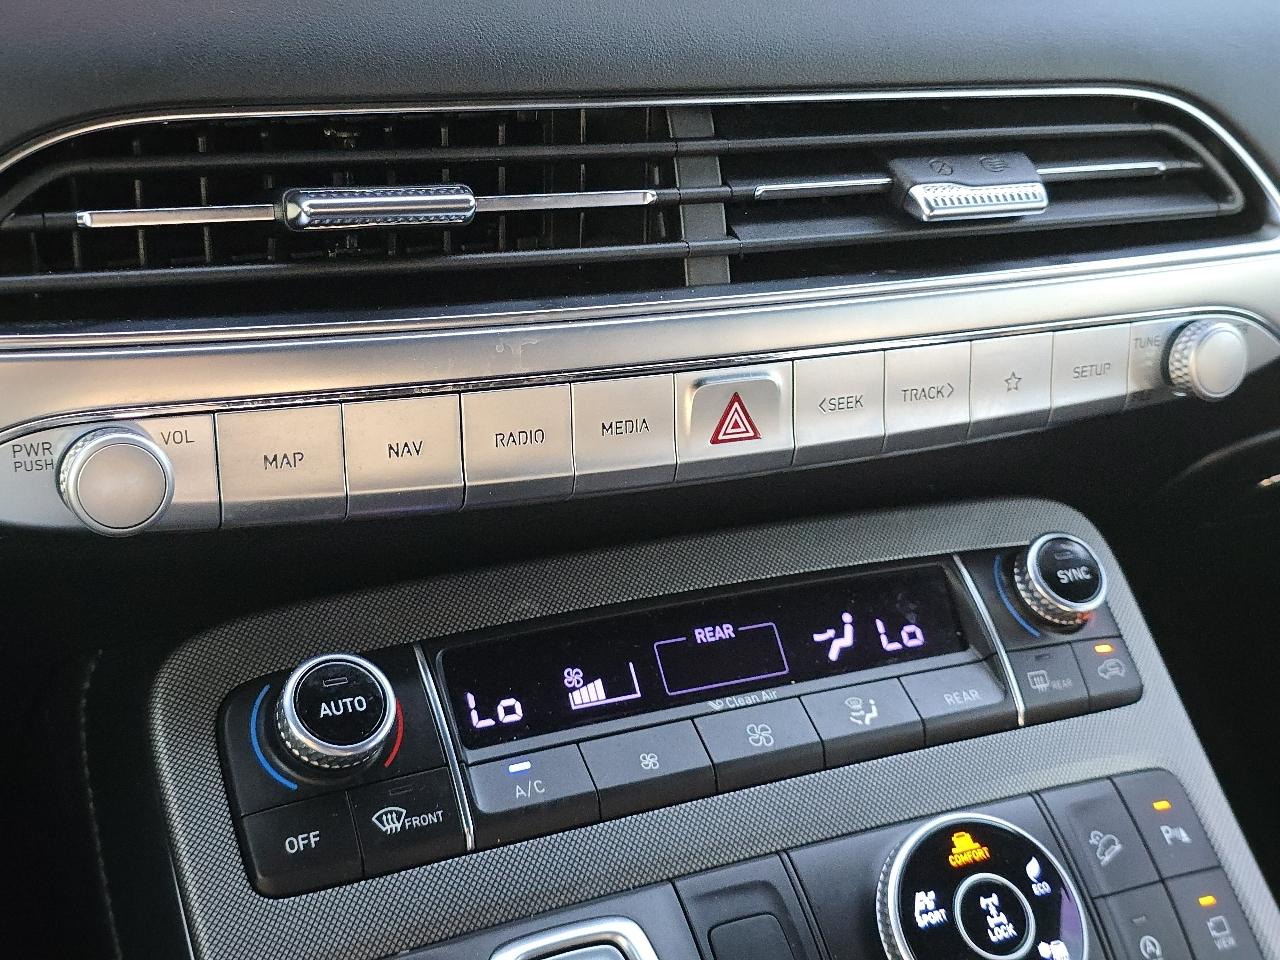 PWR
PUSH
VOL
MAP
NAV
RADIO
MEDIA
<SEEK
TRACK>
SETUP
TUNE
FILE
AUTO
Lo
REAR
Lo
SYNC
Clean Air
REAR
OFF
FRONT
A/C
REAR
COMFORT
ECO
SPORT
LOCK
P
VIEW
A